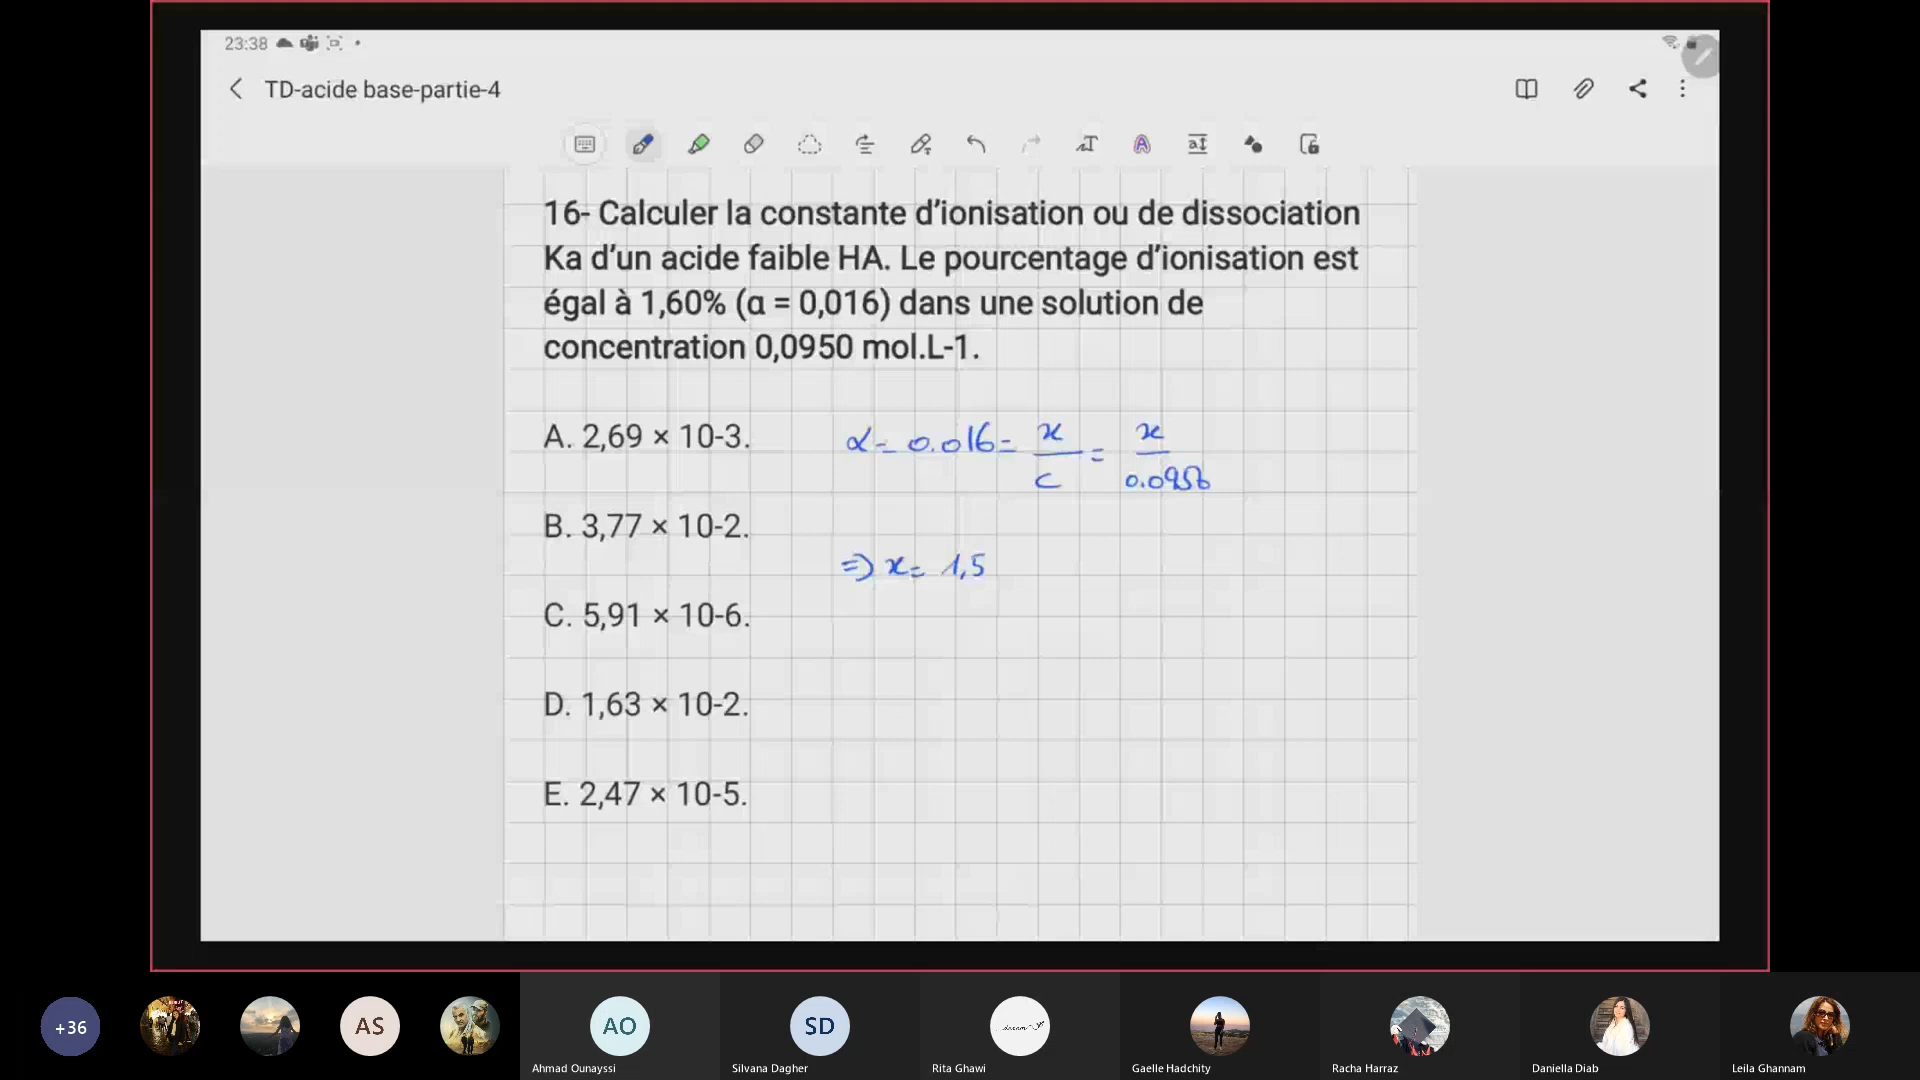 23:38
TD-acide base-partie-4
16- Calculer la constante d’ionisation ou de dissociation
Ka d’un acide faible HA. Le pourcentage d’ionisation est
égal à 1,60% (α = 0,016) dans une solution de
concentration 0,0950 mol.L-1.
A. 2,69 × 10-3.
α = 0.016 = x/c = x/0.0950
B. 3,77 × 10-2.
⇒ x = 1,5
C. 5,91 × 10-6.
D. 1,63 × 10-2.
E. 2,47 × 10-5.
+36
AS
AO
SD
dream
Ahmad Ounayssi
Silvana Dagher
Rita Ghawi
Gaelle Hadchity
Racha Harraz
Daniella Diab
Leila Ghannam